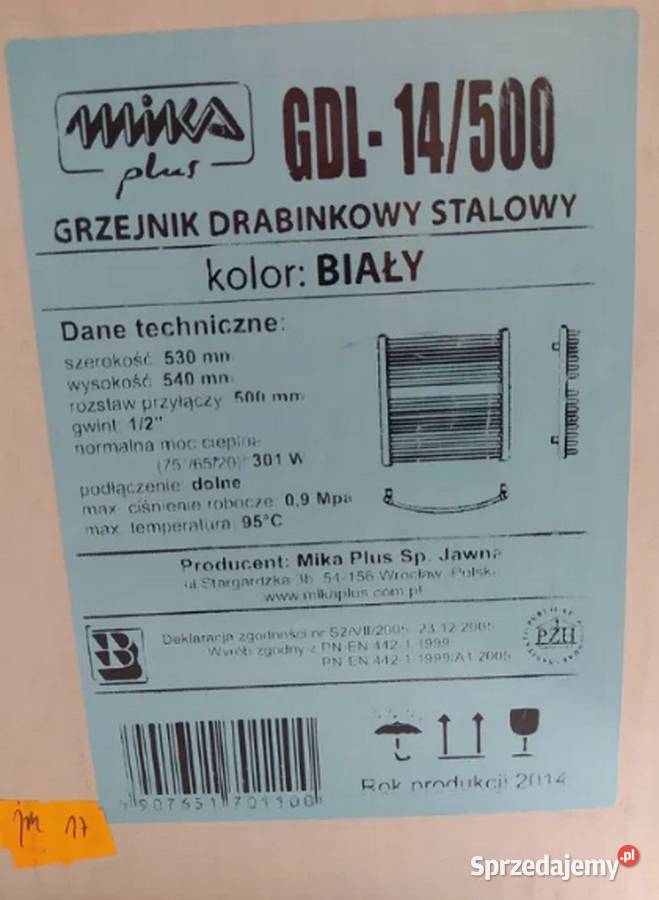 mika plus
GDL- 14/500
GRZEJNIK DRABINKOWY STALOWY
kolor: BIAŁY
Dane techniczne:
szerokość: 530 mm
wysokość: 540 mm
rozstaw przyłączy: 500 mm
gwint: 1/2"
normalna moc cieplna
(75°/65/20)° 301 W
podłączenie: dolne
max. ciśnienie robocze: 0,9 Mpa
max. temperatura: 95°C
Producent: Mika Plus Sp. Jawna
ul.Stargardzka 3b, 54-156 Wrocław, Polska
www.mikaplus.com.pl
B
Deklaracja zgodności nr S2/VII/2005, 23.12.2005
Wyrób zgodny z PN-EN 442-1:1999
PN-EN 442-1:1999/A1:2005
PZH
907651 701100
Rok produkcji 2014
17
Sprzedajemy.pl